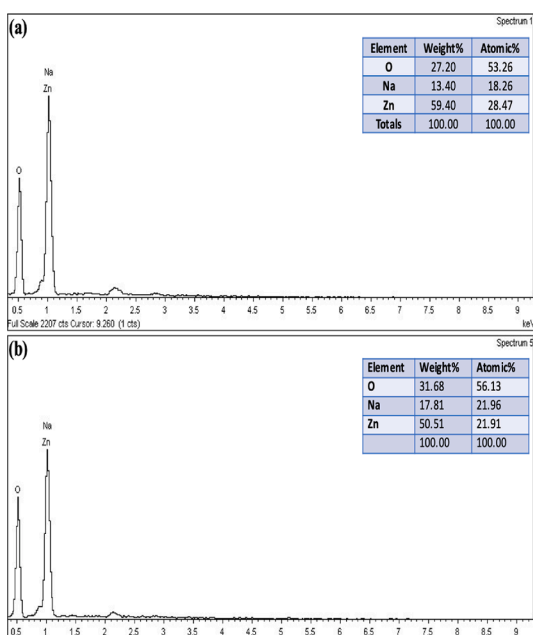 (a)
Spectrum 1
Element Weight% Atomic%
O 27.20 53.26
Na 13.40 18.26
Zn 59.40 28.47
Totals 100.00 100.00
Na
Zn
O
0.5 1 1.5 2 2.5 3 3.5 4 4.5 5 5.5 6 6.5 7 7.5 8 8.5 9
Full Scale 2207 cts Cursor: 9.260 (1 cts) keV
(b)
Spectrum 5
Element Weight% Atomic%
O 31.68 56.13
Na 17.81 21.96
Zn 50.51 21.91
100.00 100.00
Na
Zn
O
0.5 1 1.5 2 2.5 3 3.5 4 4.5 5 5.5 6 6.5 7 7.5 8 8.5 9